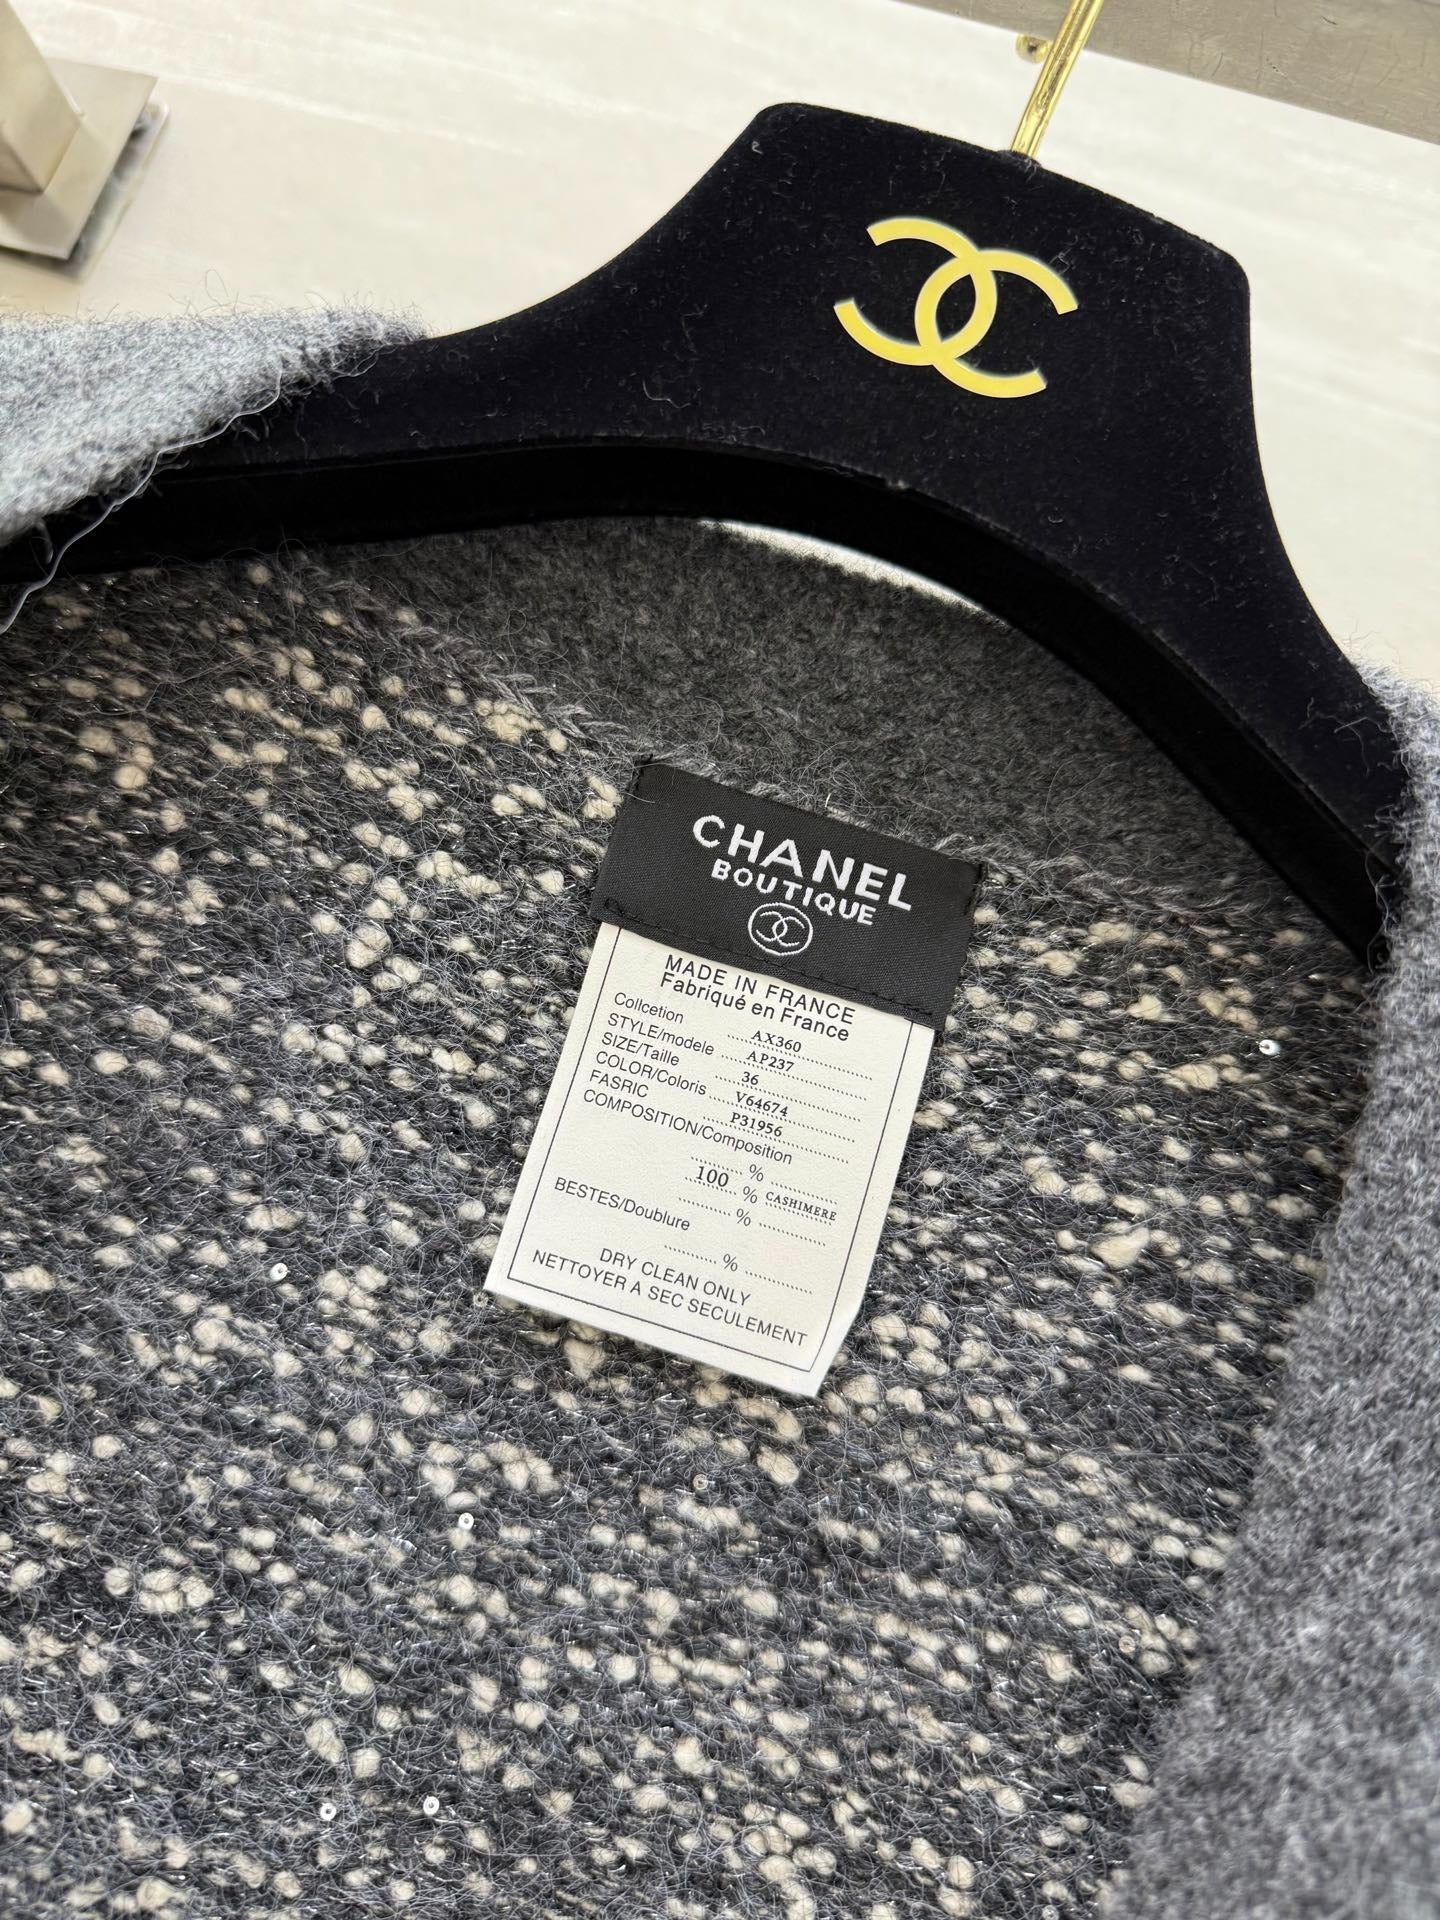 CHANEL
BOUTIQUE
MADE IN FRANCE
Fabriqué en France
Collcetion AX360
STYLE/modele AP237
SIZE/Taille 36
COLOR/Coloris V64674
FASRIC P31956
COMPOSITION/Composition
%
100 % CASHIMERE
%
BESTES/Doublure
%
DRY CLEAN ONLY
NETTOYER A SEC SECULEMENT